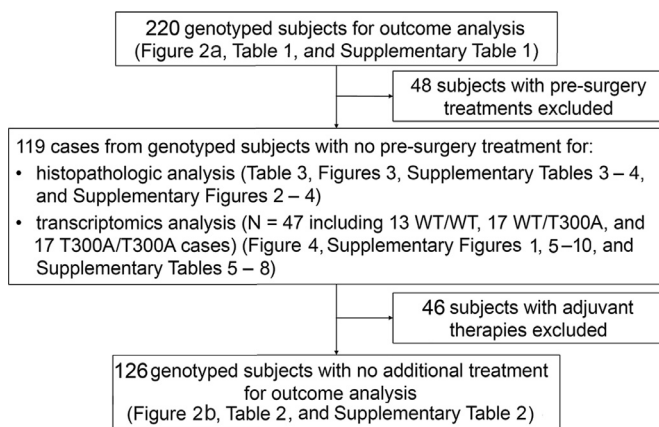 220 genotyped subjects for outcome analysis
(Figure 2a, Table 1, and Supplementary Table 1)
48 subjects with pre-surgery
treatments excluded
119 cases from genotyped subjects with no pre-surgery treatment for:
• histopathologic analysis (Table 3, Figures 3, Supplementary Tables 3 – 4,
and Supplementary Figures 2 – 4)
• transcriptomics analysis (N = 47 including 13 WT/WT, 17 WT/T300A, and
17 T300A/T300A cases) (Figure 4, Supplementary Figures 1, 5–10, and
Supplementary Tables 5 – 8)
46 subjects with adjuvant
therapies excluded
126 genotyped subjects with no additional treatment
for outcome analysis
(Figure 2b, Table 2, and Supplementary Table 2)